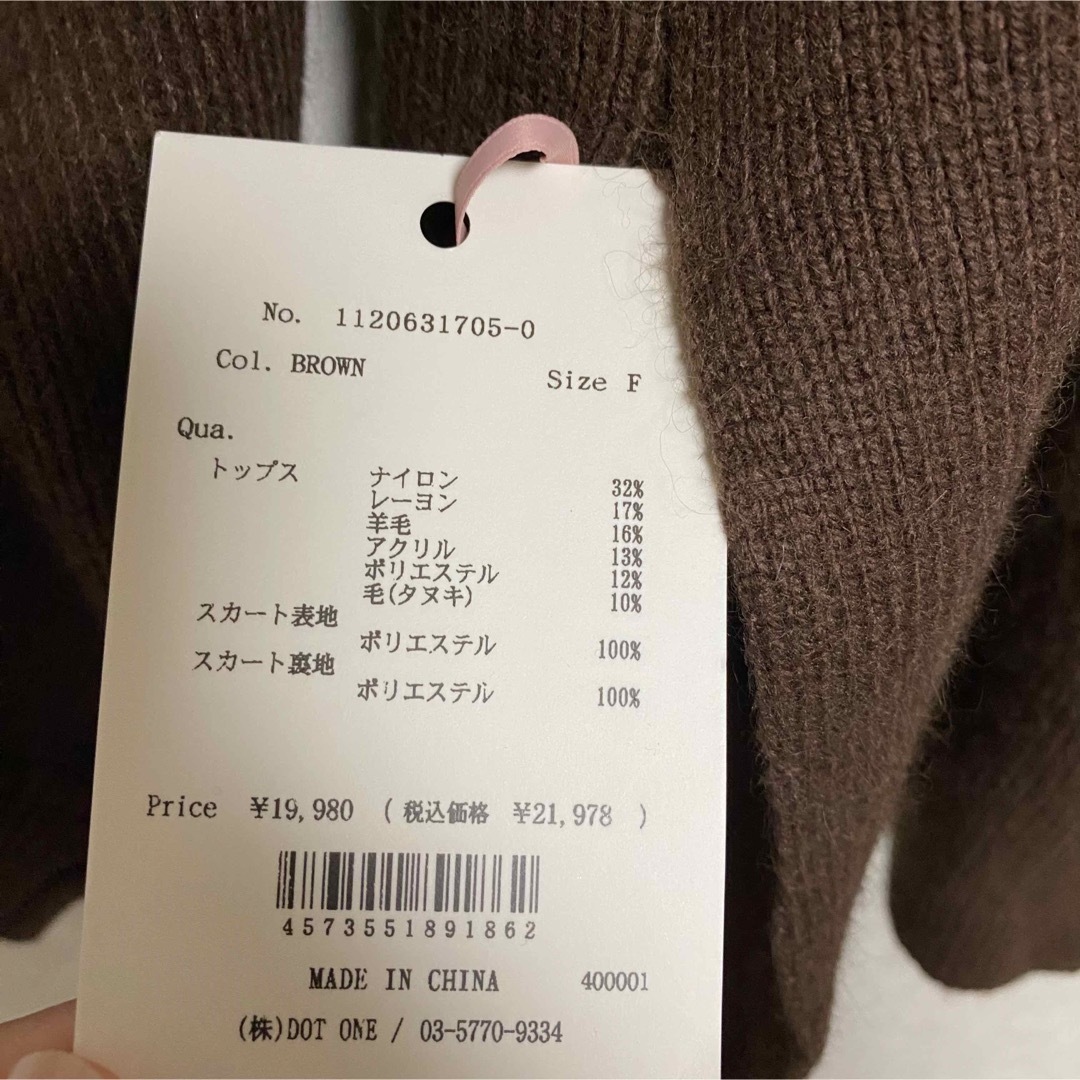 No. 1120631705-0
Col. BROWN Size F
Qua.
トップス ナイロン 32%
レーヨン 17%
羊毛 16%
アクリル 13%
ポリエステル 12%
毛(タヌキ) 10%
スカート表地
ポリエステル 100%
スカート裏地
ポリエステル 100%
Price ¥19,980 ( 税込価格 ¥21,978 )
4573551891862
MADE IN CHINA 400001
(株)DOT ONE / 03-5770-9334